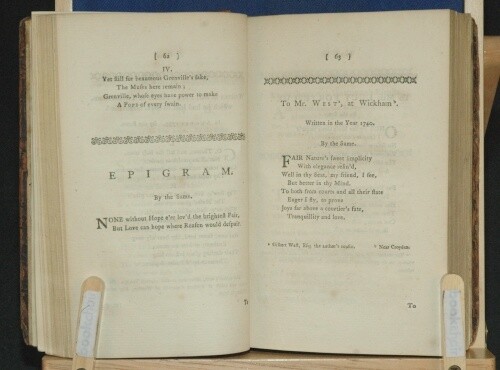 [ 62 ]
IV.
Yet still for beauteous Grenville's sake,
The Muses here remain;
Grenville, whose eyes have power to make
A Pope of every swain.
EPIGRAM.
By the Same.
NONE without Hope e'er lov'd the brightest Fair,
But Love can hope where Reason would despair.
To
[ 63 ]
To Mr. WEST*, at Wickham*.
Written in the Year 1740.
By the Same.
FAIR Nature's sweet simplicity
With elegance refin'd,
Well in thy seat, my friend, I see,
But better in thy Mind.
To both from courts and all their state
Eager I fly, to prove
Joys far above a courtier's fate,
Tranquillity and love.
* Gilbert West, Esq; the author's cousin.
* Near Croydon.
To